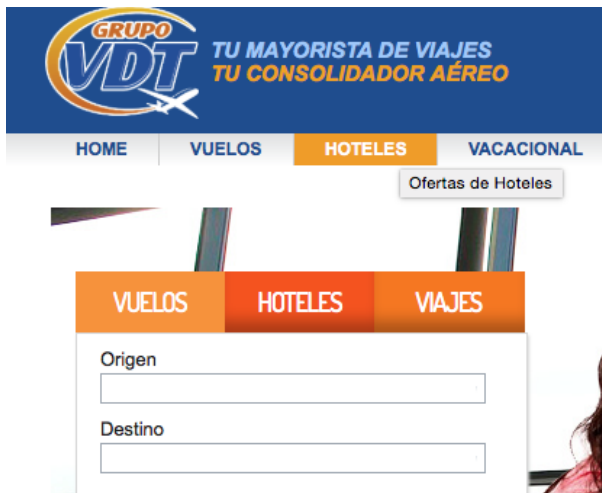 GRUPO
VDT
TU MAYORISTA DE VIAJES
TU CONSOLIDADOR AÉREO
HOME VUELOS HOTELES VACACIONAL
Ofertas de Hoteles
VUELOS HOTELES VIAJES
Origen
Destino